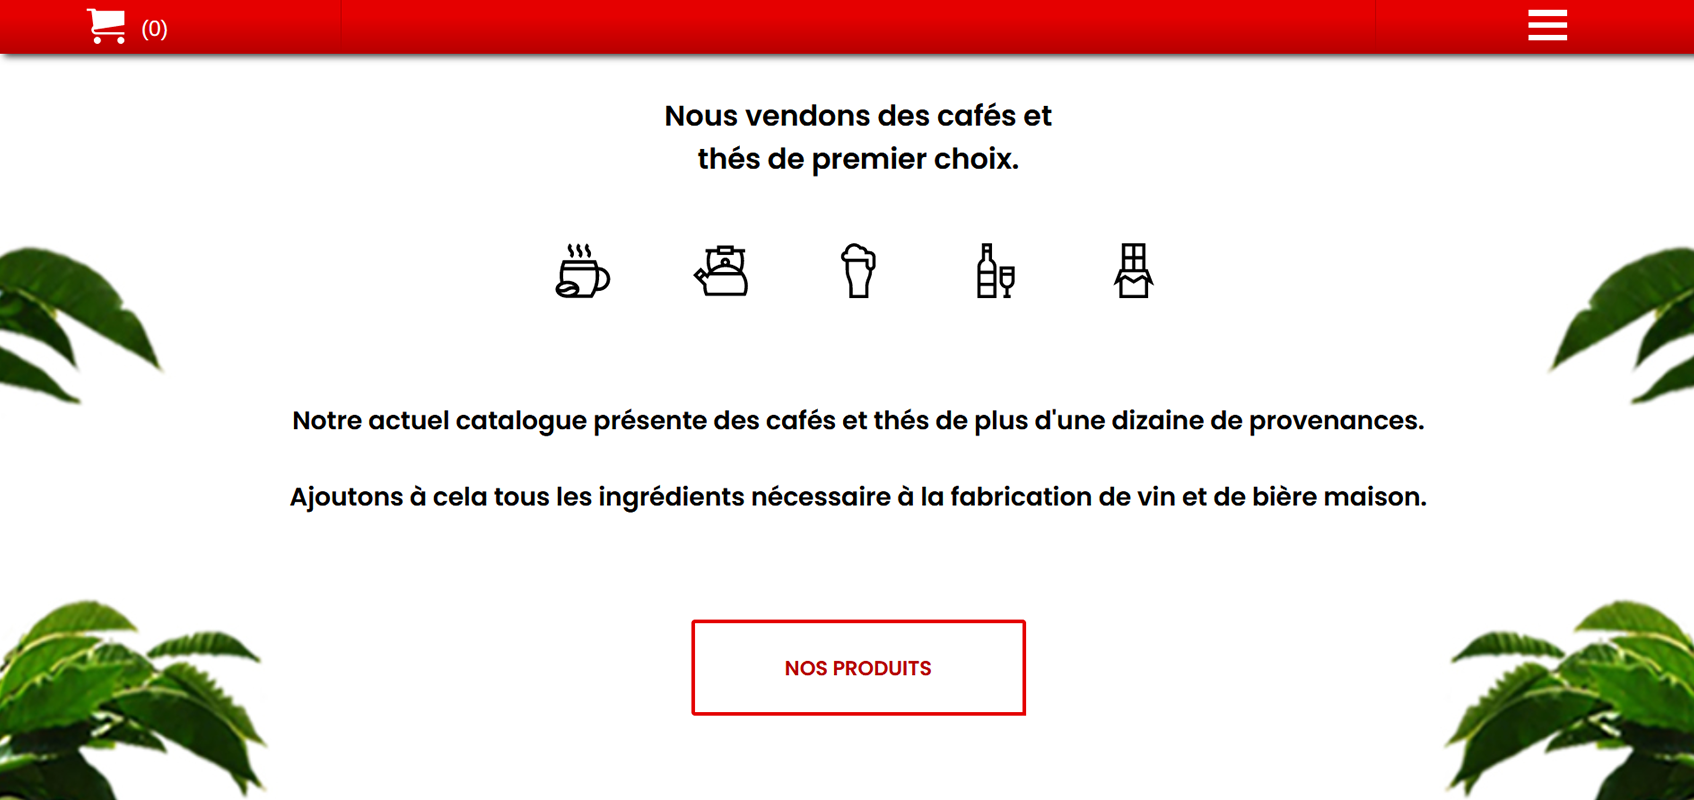 (0)
Nous vendons des cafés et
thés de premier choix.
Notre actuel catalogue présente des cafés et thés de plus d'une dizaine de provenances.
Ajoutons à cela tous les ingrédients nécessaire à la fabrication de vin et de bière maison.
NOS PRODUITS